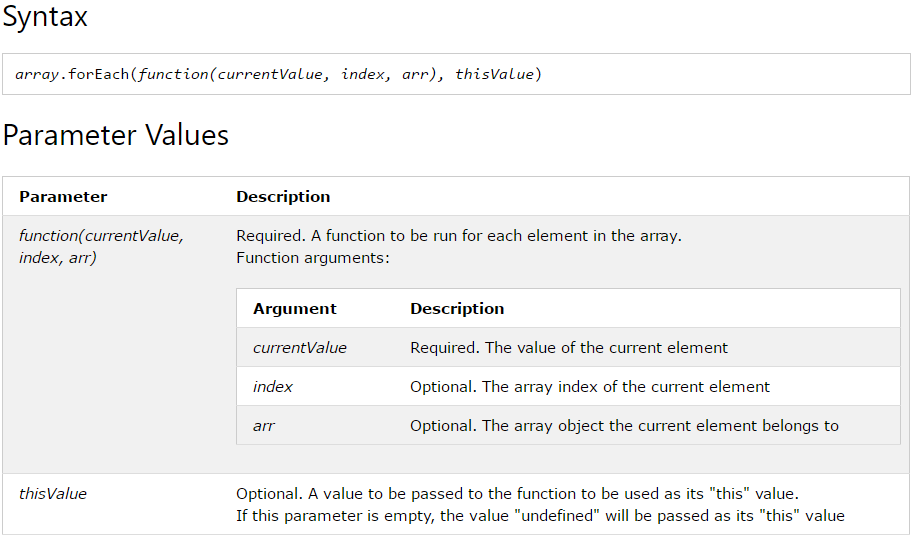 Syntax
array.forEach(function(currentValue, index, arr), thisValue)
Parameter Values
Parameter Description
function(currentValue, Required. A function to be run for each element in the array.
index, arr) Function arguments:
Argument Description
currentValue Required. The value of the current element
index Optional. The array index of the current element
arr Optional. The array object the current element belongs to
thisValue Optional. A value to be passed to the function to be used as its "this" value.
If this parameter is empty, the value "undefined" will be passed as its "this" value